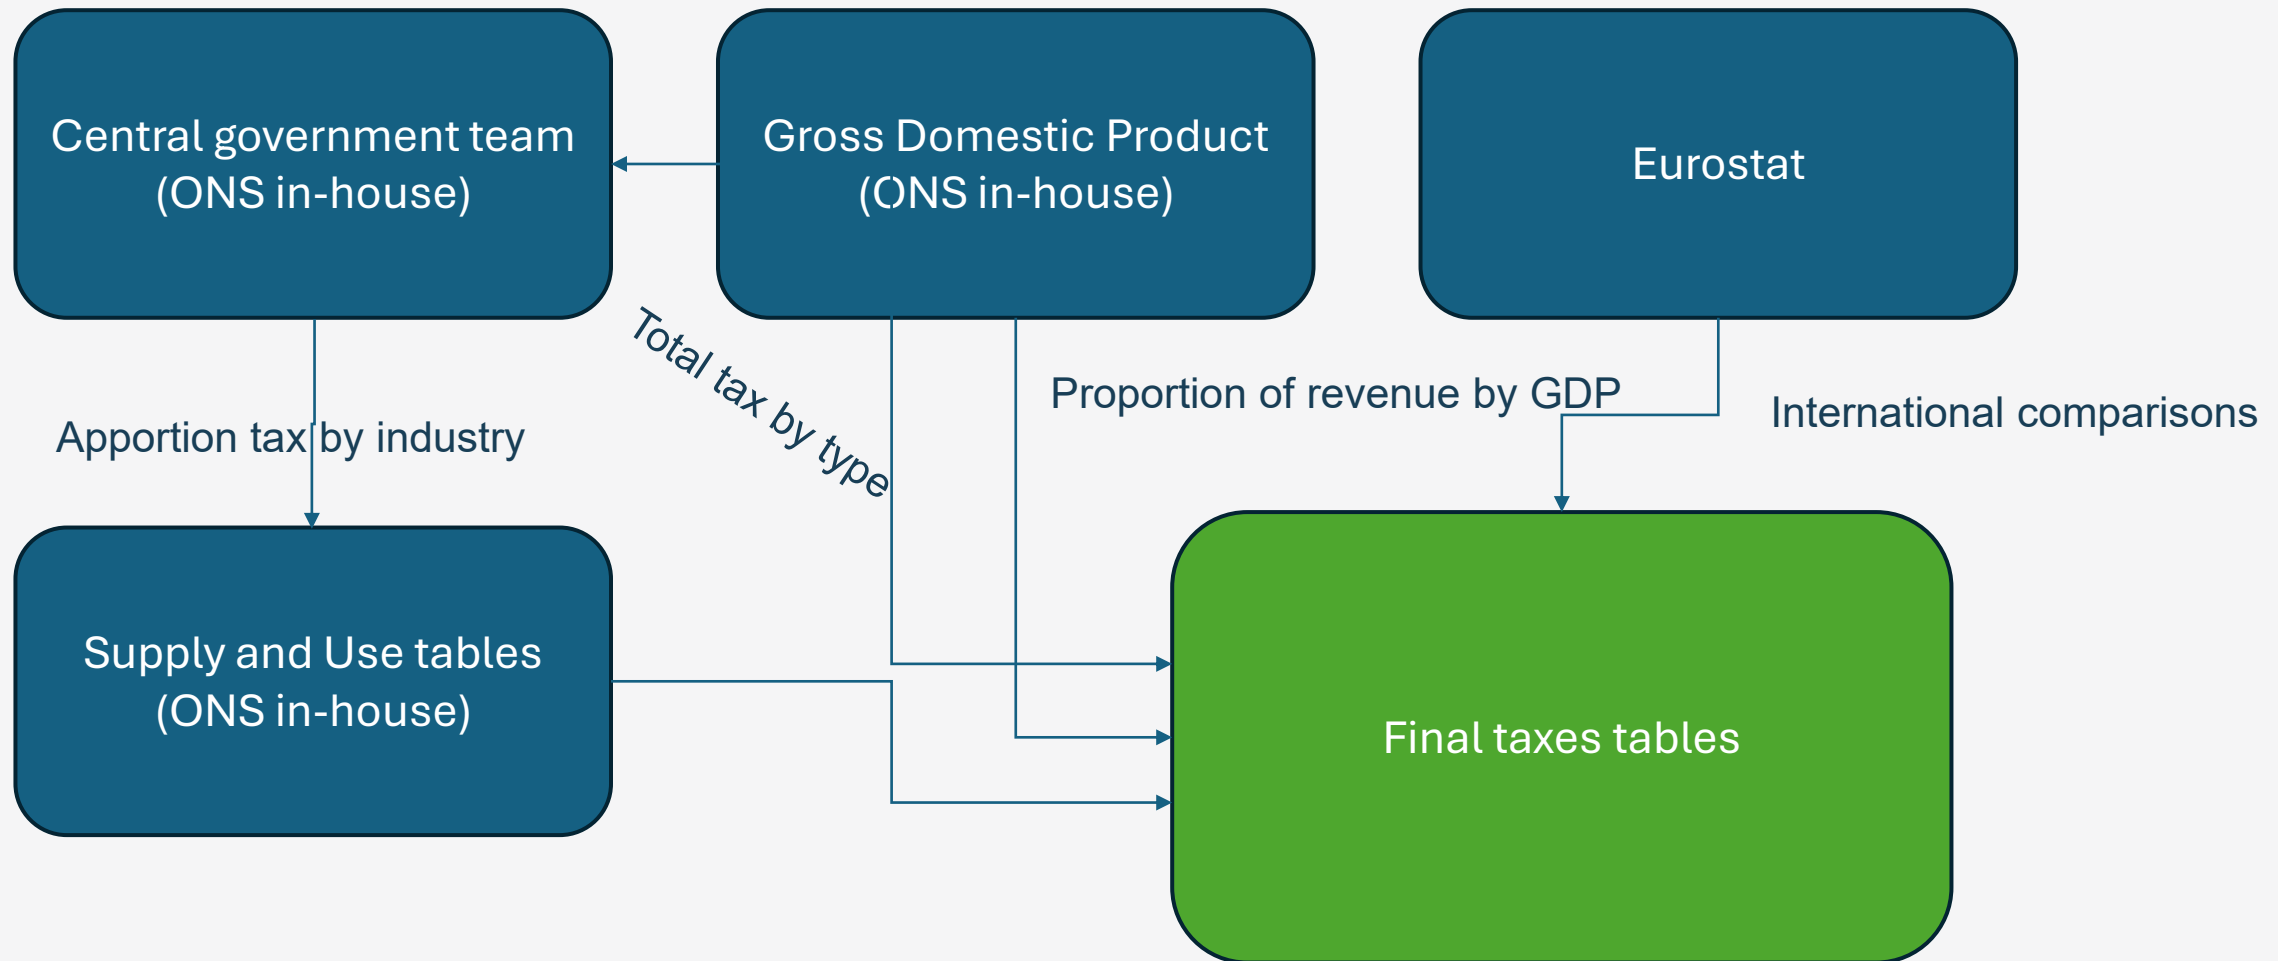 Central government team
(ONS in-house)
Gross Domestic Product
(ONS in-house)
Eurostat
Total tax by type
Proportion of revenue by GDP
International comparisons
Apportion tax by industry
Supply and Use tables
(ONS in-house)
Final taxes tables